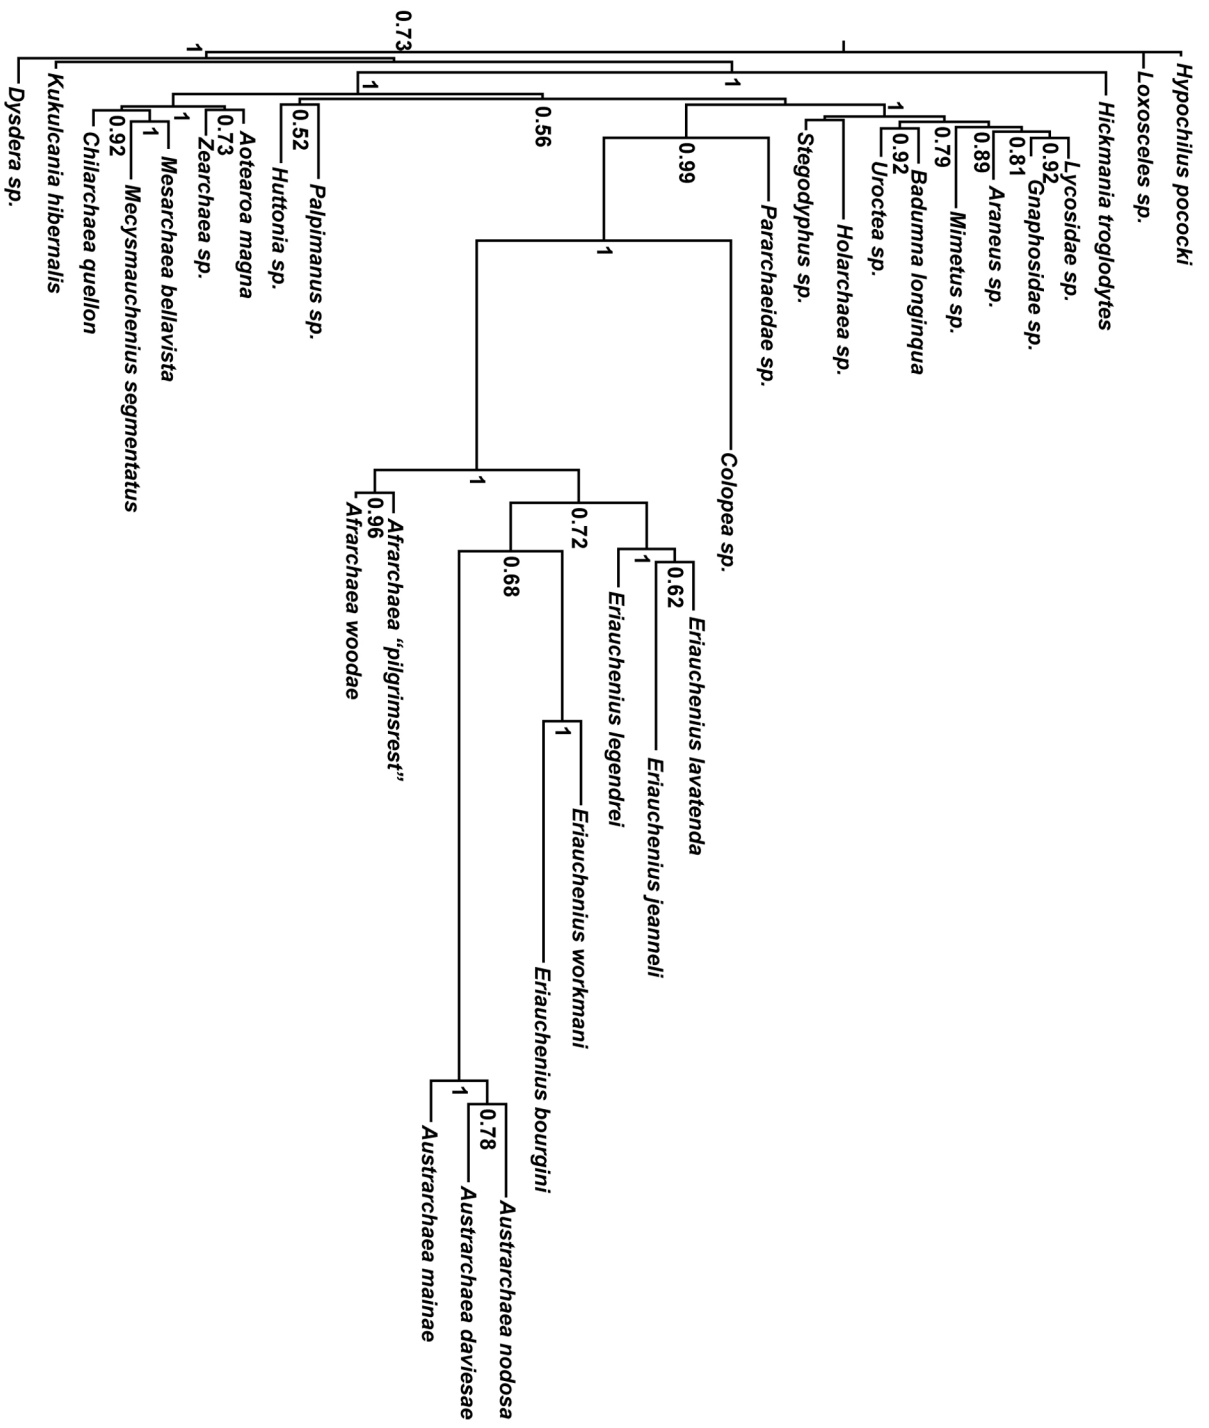 Hypochilus pococki
Loxosceles sp.
Hickmania troglodytes
Lycosidae sp.
0.92
Gnaphosidae sp.
0.81
Araneus sp.
0.89
Mimetus sp.
0.79
Badumna longinqua
0.92
Uroctea sp.
1
Holarchaea sp.
Stegodyphus sp.
Pararchaeidae sp.
0.99
Colopea sp.
1
Eriauchenius lavatenda
0.62
Eriauchenius jeanneli
1
Eriauchenius legendrei
0.72
Eriauchenius workmani
1
Eriauchenius bourgini
0.68
Austrarchaea nodosa
0.78
Austrarchaea daviesae
1
Austrarchaea mainae
1
Afrarchaea “pilgrimsrest”
0.96
Afrarchaea woodae
0.56
Palpimanus sp.
0.52
Huttonia sp.
1
1
Aotearoa magna
0.73
Zearchaea sp.
1
Mesarchaea bellavista
1
Mecysmauchenius segmentatus
0.92
Chilarchaea quellon
Kukulcania hibernalis
0.73
1
Dysdera sp.